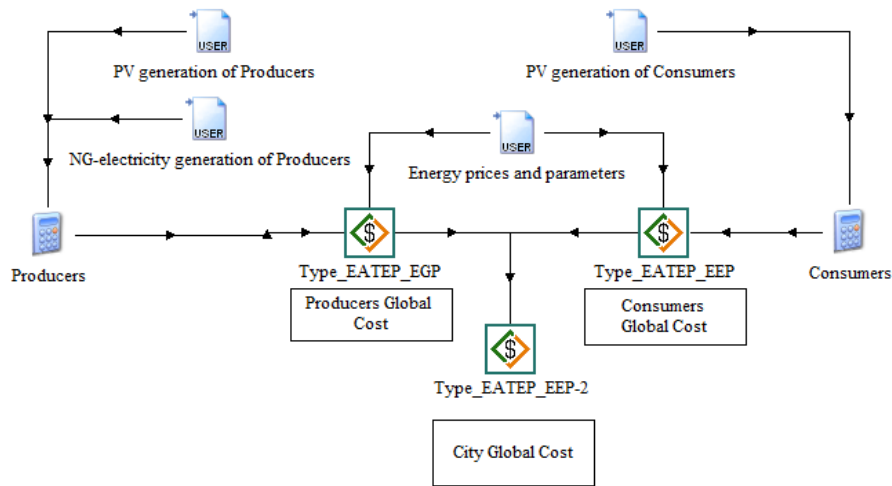 USER
USER
PV generation of Producers
PV generation of Consumers
USER
USER
NG-electricity generation of Producers
Energy prices and parameters
$
$
Producers
Type_EATEP_EGP
Type_EATEP_EEP
Consumers
Producers Global
Cost
Consumers
Global Cost
$
Type_EATEP_EEP-2
City Global Cost